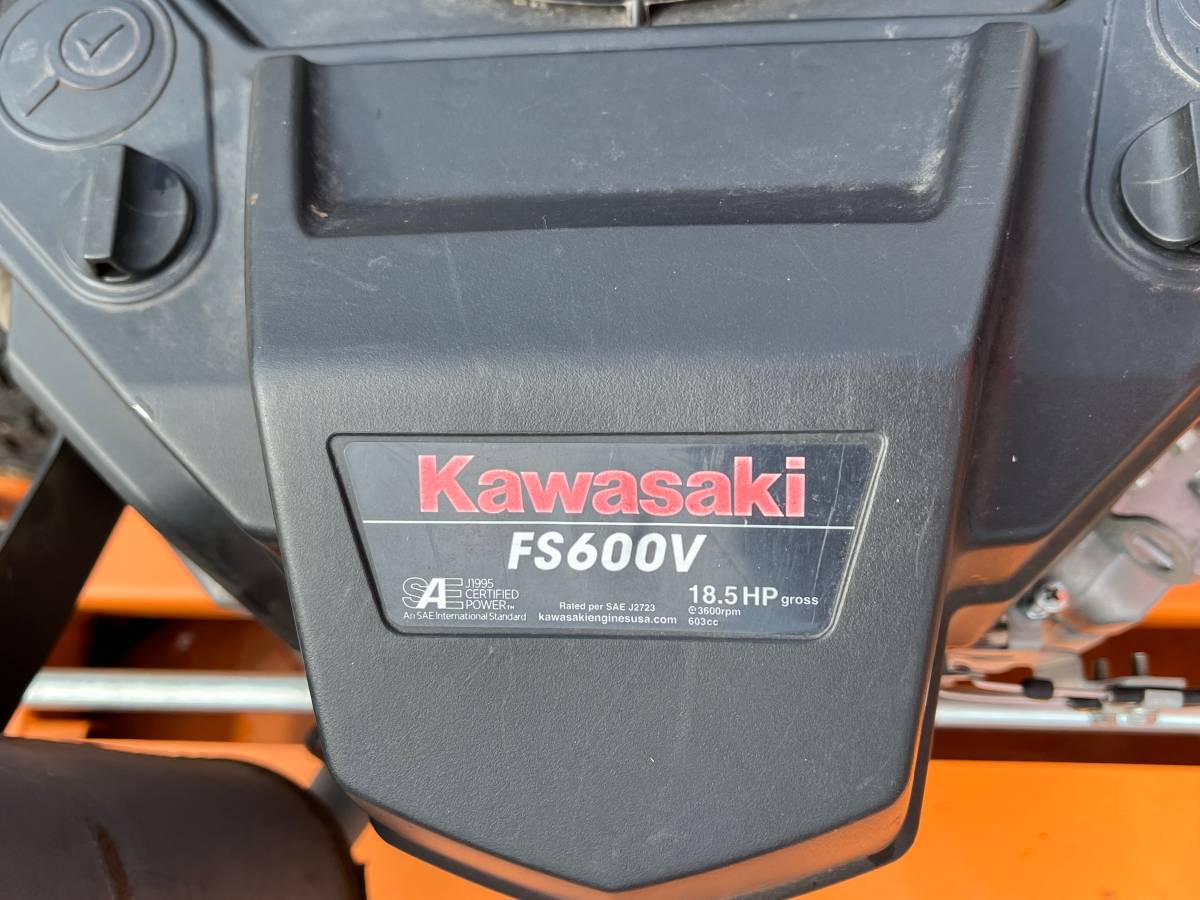 Kawasaki
FS600V
SAE J1995
CERTIFIED
POWER™
An SAE International Standard
Rated per SAE J2723
kawasakienginesusa.com
18.5 HP gross
@3600rpm
603cc